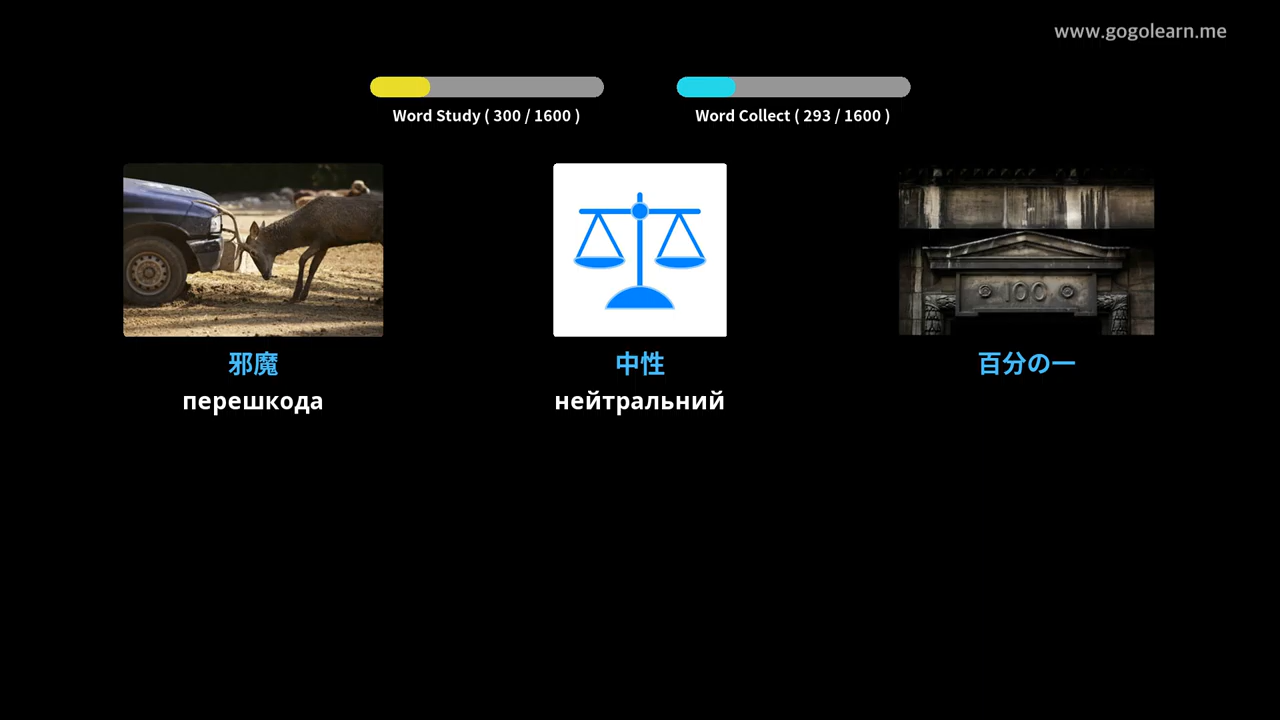 www.gogolearn.me
Word Study ( 300 / 1600 )
Word Collect ( 293 / 1600 )
100
邪魔
中性
百分の一
перешкода
нейтральний